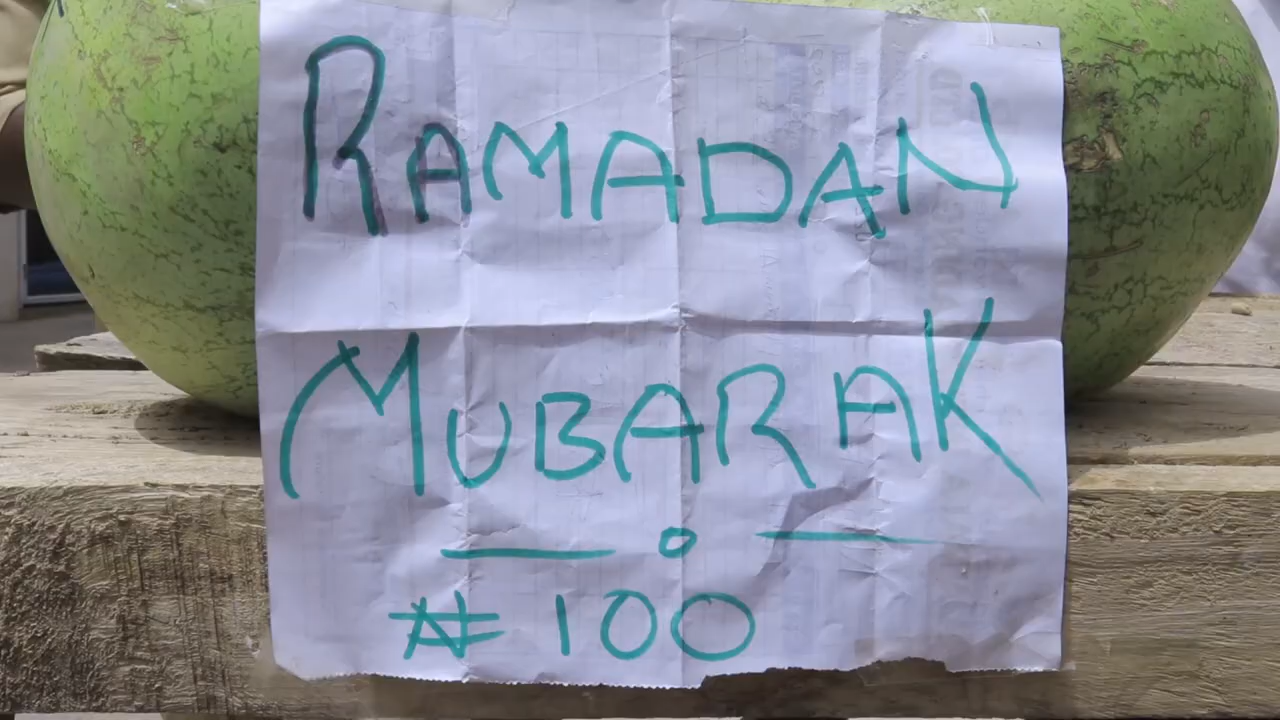 RAMADAN
MUBARAK
— o —
₦100